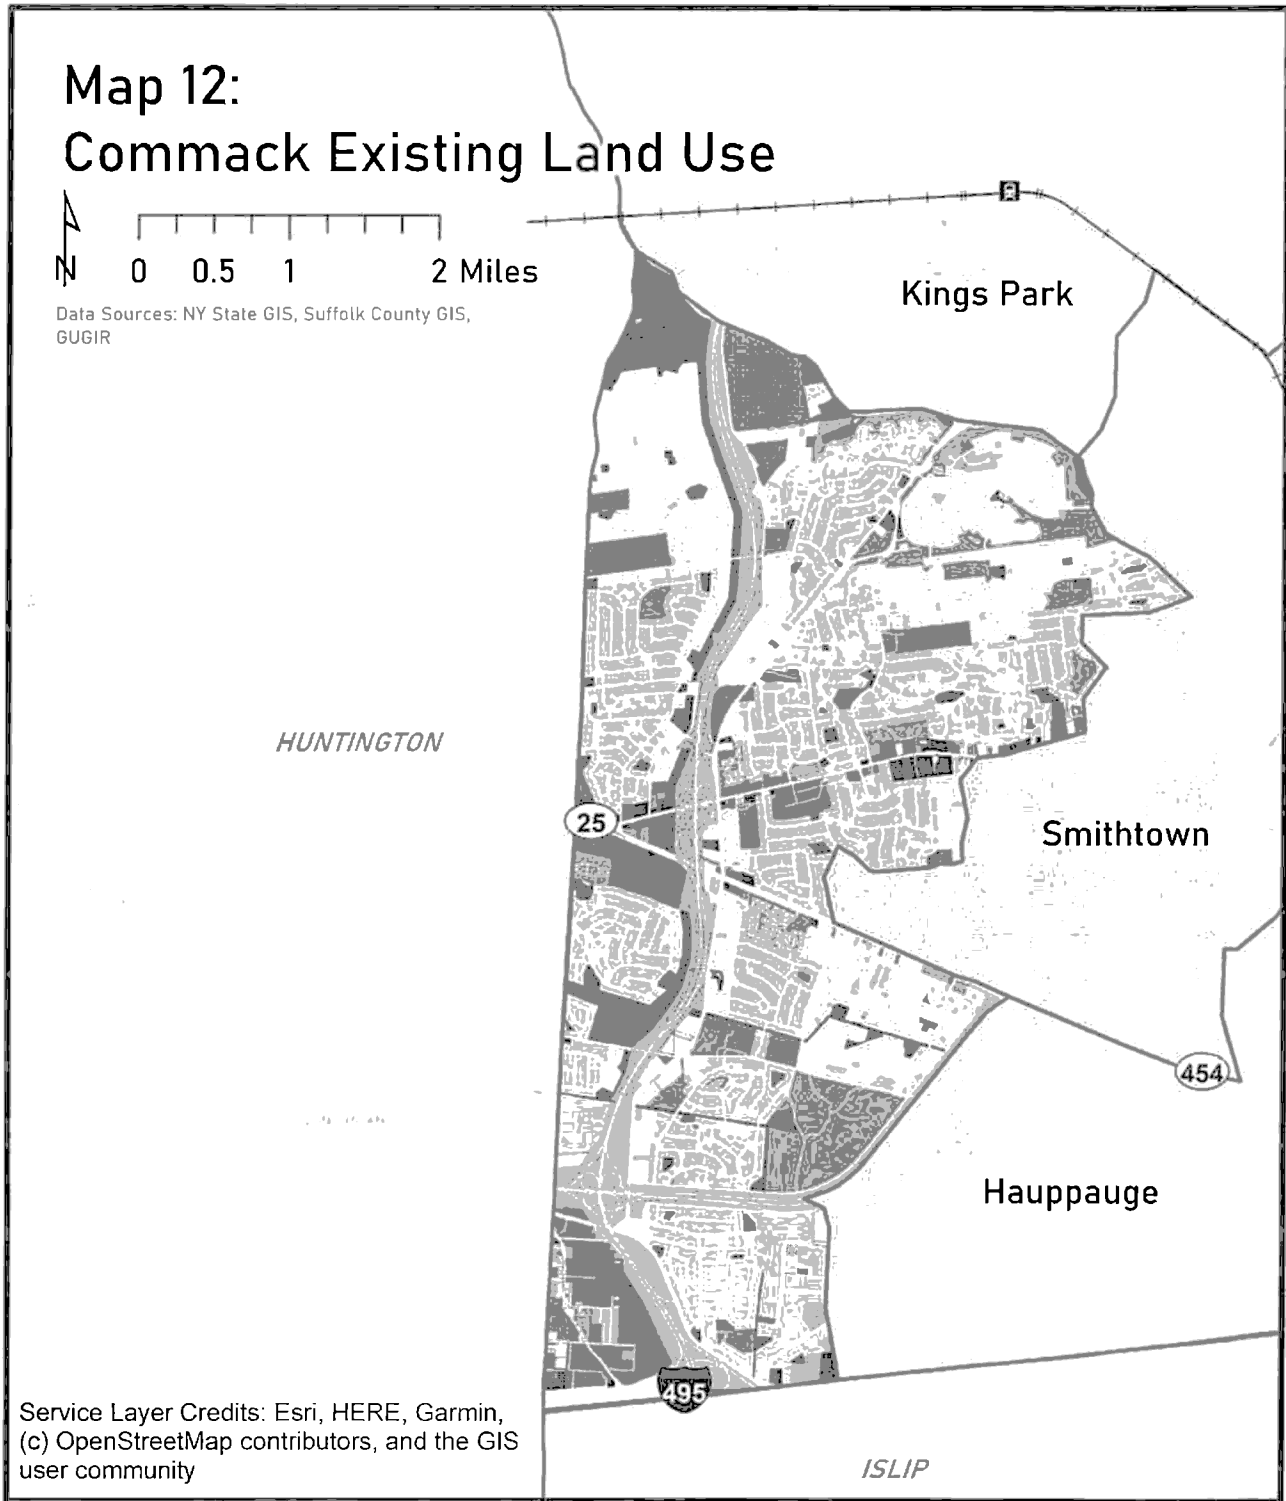 Map 12:
Commack Existing Land Use
N
0 0.5 1 2 Miles
Data Sources: NY State GIS, Suffolk County GIS,
GUGIR
Kings Park
HUNTINGTON
25
Smithtown
454
Hauppauge
495
Service Layer Credits: Esri, HERE, Garmin,
(c) OpenStreetMap contributors, and the GIS
user community
ISLIP